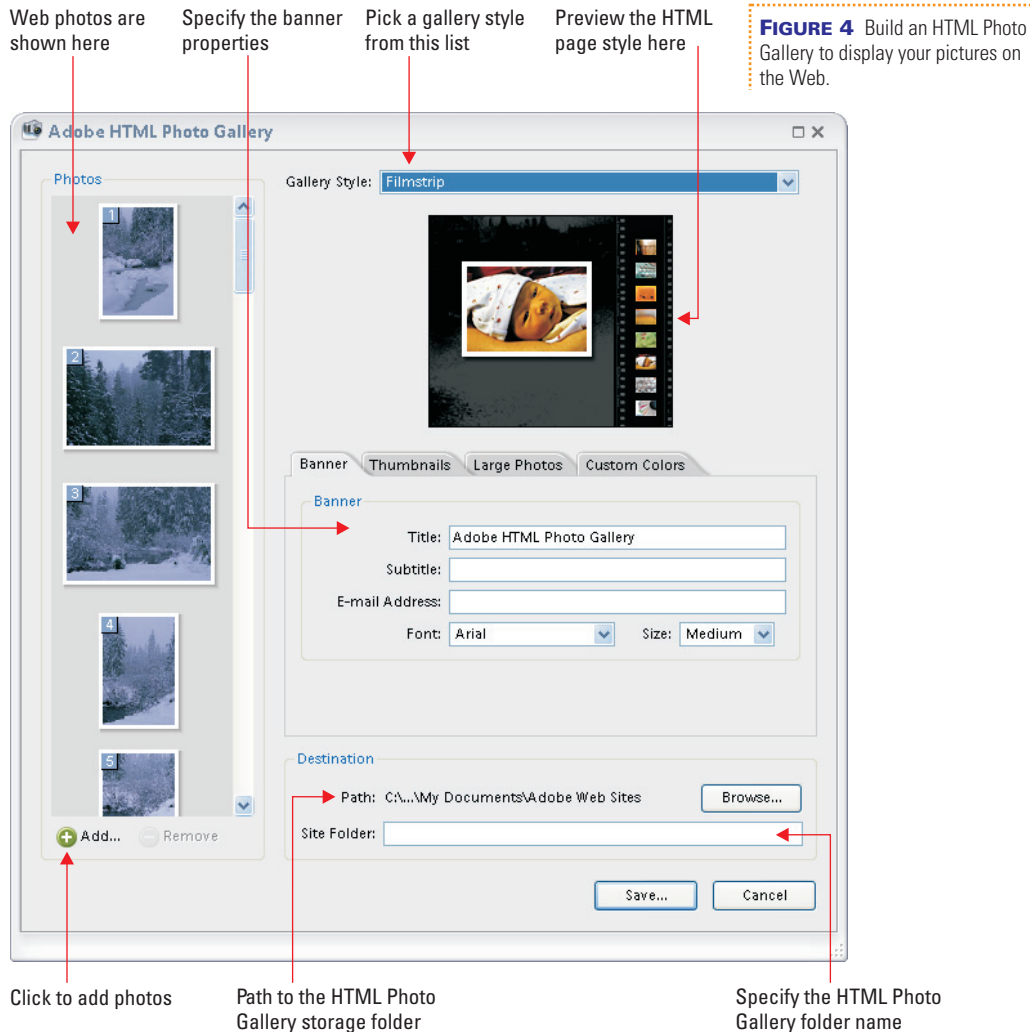 Web photos are
shown here
Specify the banner
properties
Pick a gallery style
from this list
Preview the HTML
page style here
FIGURE 4 Build an HTML Photo
Gallery to display your pictures on
the Web.
Adobe HTML Photo Gallery
Photos
1
2
3
4
5
Add...
Remove
Gallery Style: Filmstrip
Banner Thumbnails Large Photos Custom Colors
Banner
Title: Adobe HTML Photo Gallery
Subtitle:
E-mail Address:
Font: Arial Size: Medium
Destination
Path: C:\...\My Documents\Adobe Web Sites Browse...
Site Folder:
Save... Cancel
Click to add photos
Path to the HTML Photo
Gallery storage folder
Specify the HTML Photo
Gallery folder name